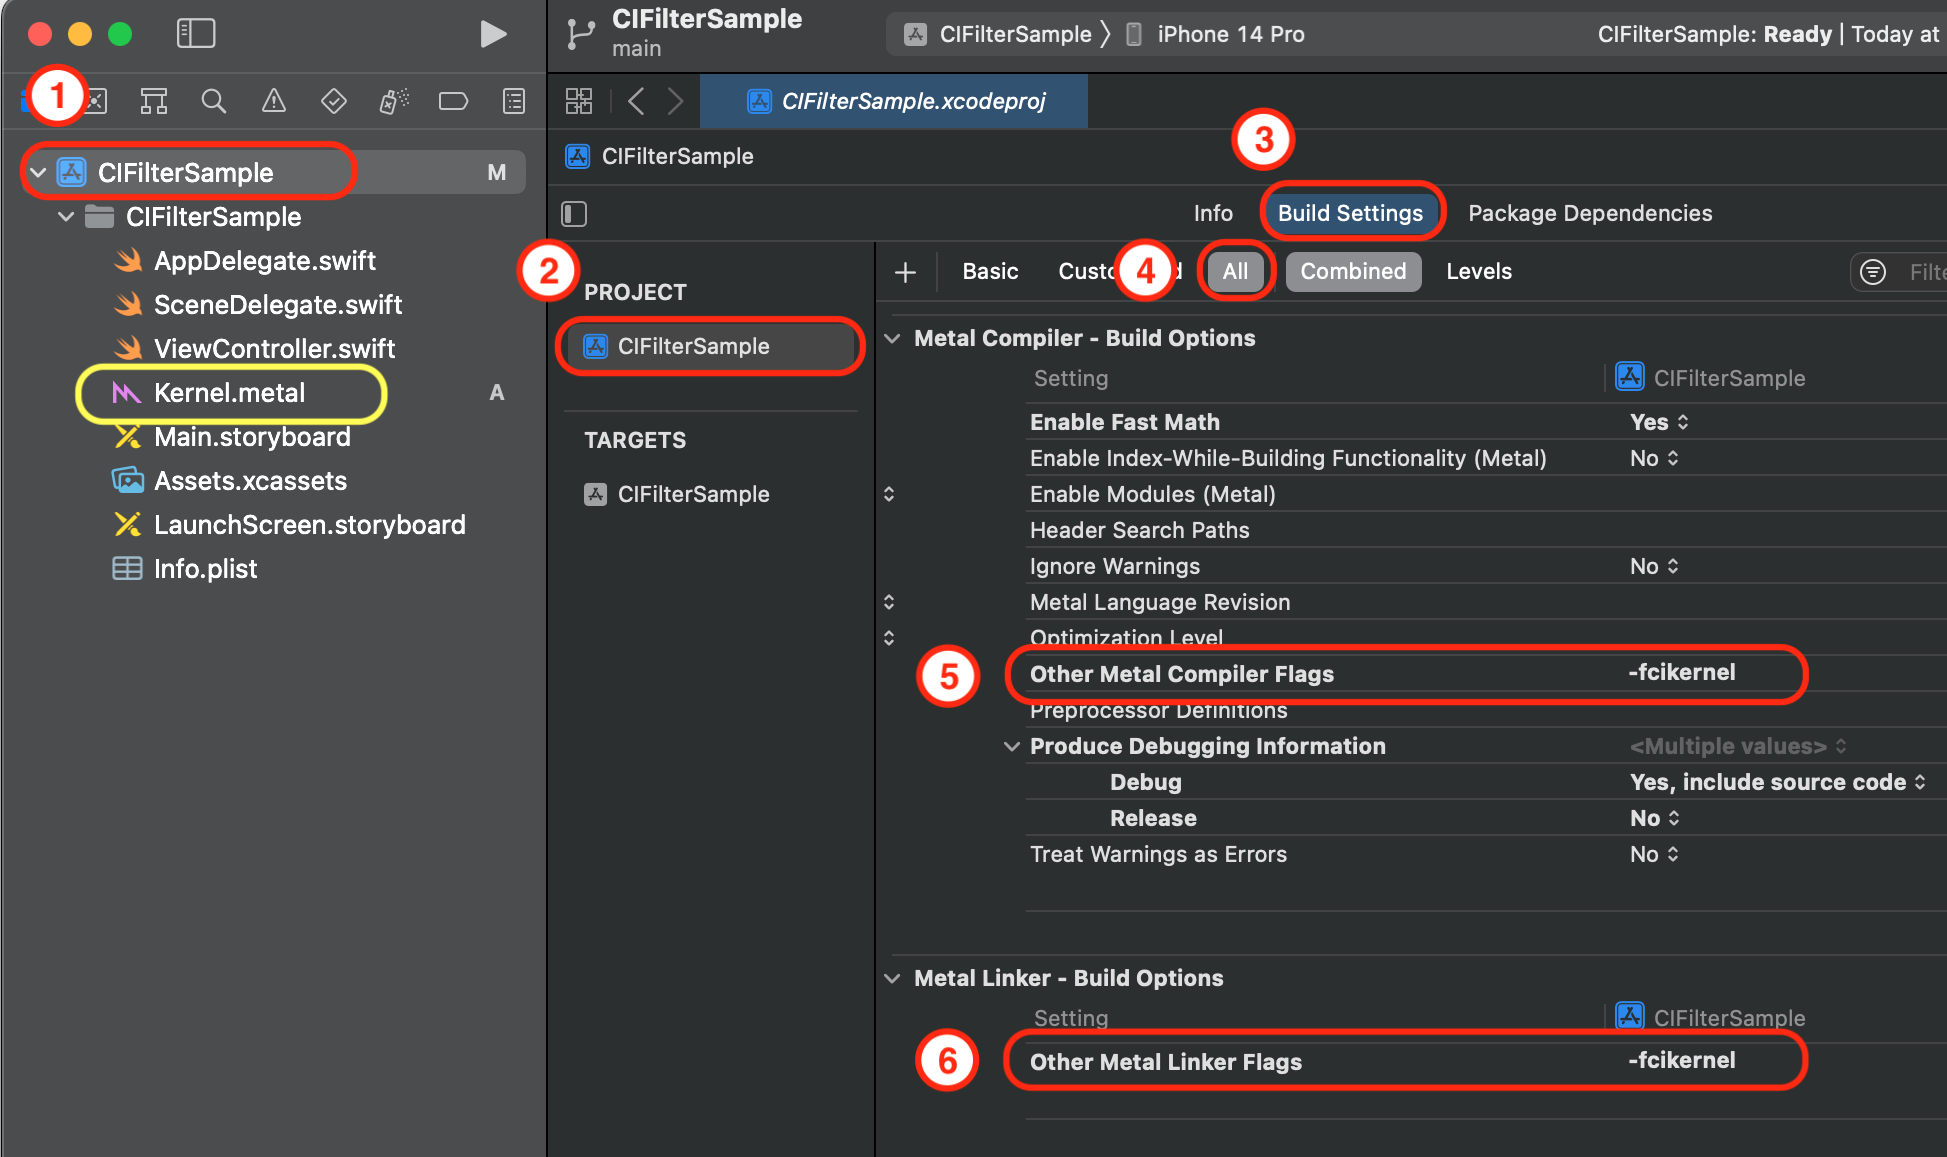 CIFilterSample
main
CIFilterSample
iPhone 14 Pro
CIFilterSample: Ready | Today at
1
CIFilterSample.xcodeproj
CIFilterSample
M
CIFilterSample
AppDelegate.swift
SceneDelegate.swift
ViewController.swift
Kernel.metal
A
Main.storyboard
Assets.xcassets
LaunchScreen.storyboard
Info.plist
CIFilterSample
3
Info
Build Settings
Package Dependencies
2
PROJECT
CIFilterSample
TARGETS
CIFilterSample
Basic
4
All
Combined
Levels
Metal Compiler - Build Options
Setting
CIFilterSample
Enable Fast Math Yes
Enable Index-While-Building Functionality (Metal) No
Enable Modules (Metal)
Header Search Paths
Ignore Warnings No
Metal Language Revision
Optimization Level
5
Other Metal Compiler Flags -fcikernel
Preprocessor Definitions
Produce Debugging Information <Multiple values>
Debug Yes, include source code
Release No
Treat Warnings as Errors No
Metal Linker - Build Options
Setting
CIFilterSample
6
Other Metal Linker Flags -fcikernel